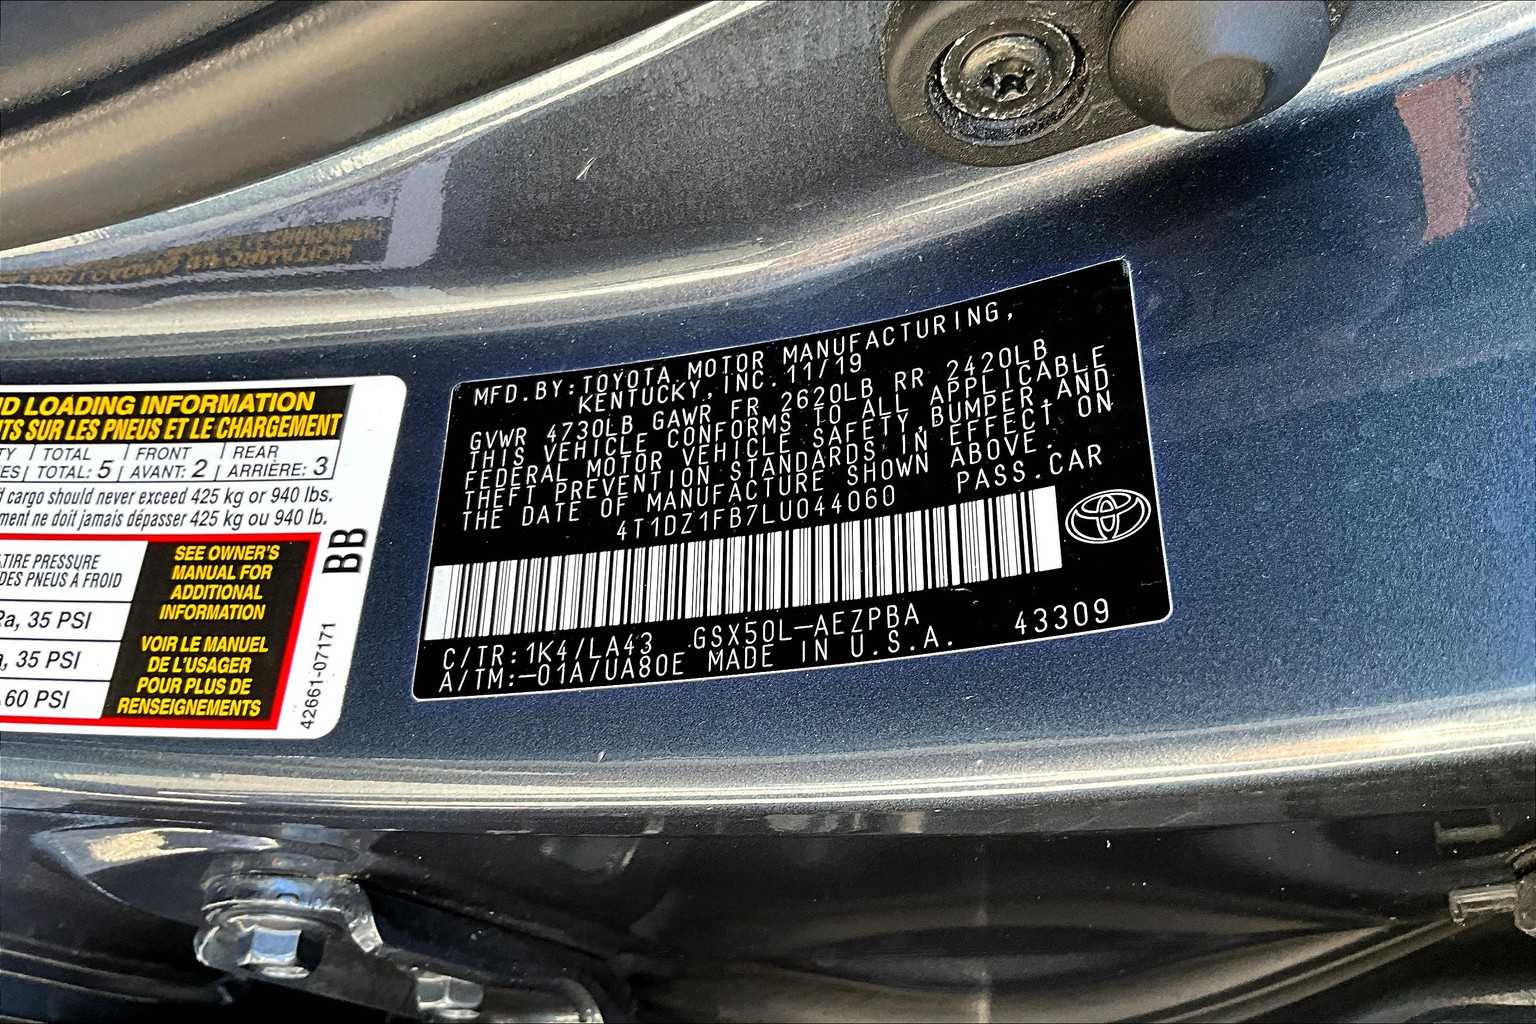 ND LOADING INFORMATION
TS SUR LES PNEUS ET LE CHARGEMENT
TY | TOTAL | FRONT | REAR
ES | TOTAL: 5 | AVANT: 2 | ARRIÈRE: 3
d cargo should never exceed 425 kg or 940 lbs.
ment ne doit jamais dépasser 425 kg ou 940 lb.
TIRE PRESSURE
DES PNEUS À FROID
Pa, 35 PSI
a, 35 PSI
60 PSI
SEE OWNER'S
MANUAL FOR
ADDITIONAL
INFORMATION
VOIR LE MANUEL
DE L'USAGER
POUR PLUS DE
RENSEIGNEMENTS
BB
42661-07171
MFD.BY:TOYOTA MOTOR MANUFACTURING,
KENTUCKY,INC. 11/19
GVWR 4730LB GAWR FR 2620LB RR 2420LB
THIS VEHICLE CONFORMS TO ALL APPLICABLE
FEDERAL MOTOR VEHICLE SAFETY,BUMPER,AND
THEFT PREVENTION STANDARDS IN EFFECT ON
THE DATE OF MANUFACTURE SHOWN ABOVE.
4T1DZ1FB7LU044060 PASS.CAR
C/TR:1K4/LA43 GSX50L-AEZPBA 43309
A/TM:-01A/UA80E MADE IN U.S.A.